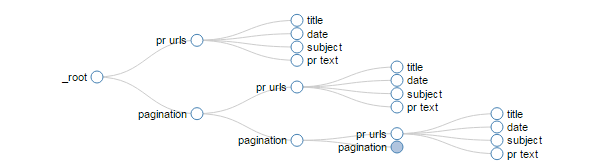 title
date
pr urls
subject
pr text
title
_root
date
pr urls
subject
pr text
pagination
title
date
pagination
pr urls
subject
pagination
pr text